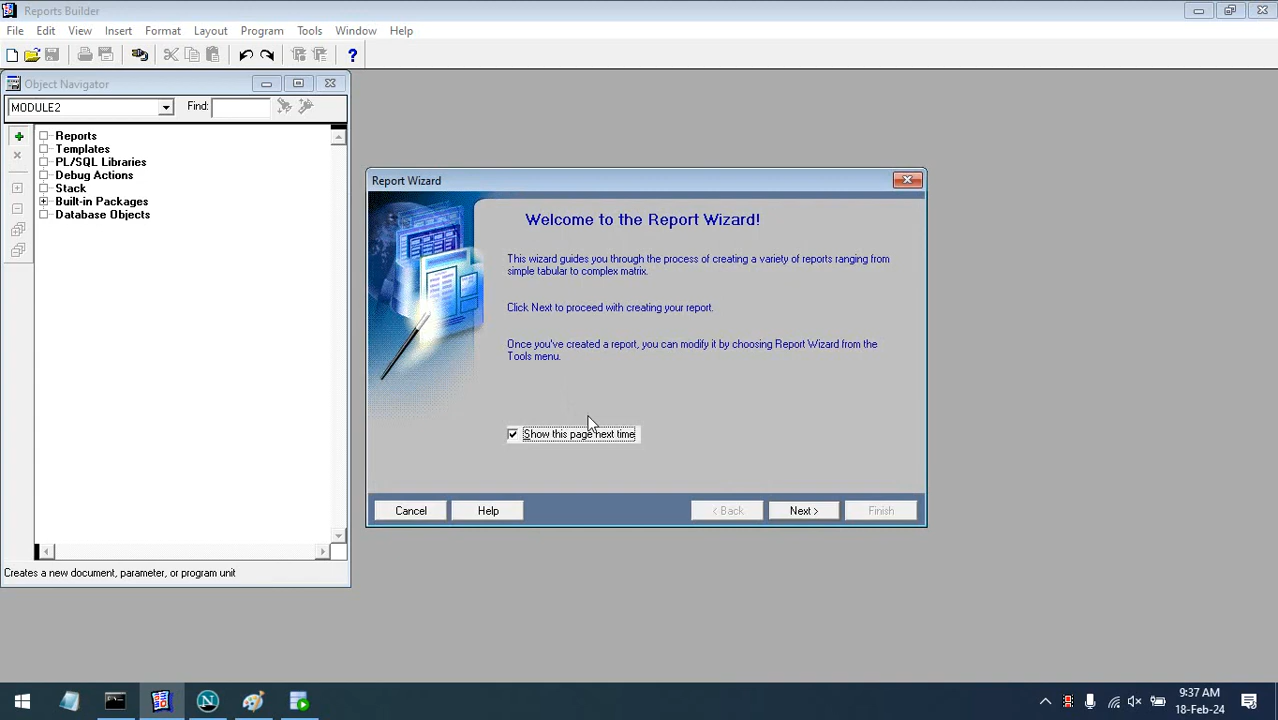 Reports Builder
File Edit View Insert Format Layout Program Tools Window Help
Object Navigator
MODULE2 Find:
Reports
Templates
PL/SQL Libraries
Debug Actions
Stack
Built-in Packages
Database Objects
Creates a new document, parameter, or program unit
Report Wizard
Welcome to the Report Wizard!
This wizard guides you through the process of creating a variety of reports ranging from
simple tabular to complex matrix.
Click Next to proceed with creating your report.
Once you've created a report, you can modify it by choosing Report Wizard from the
Tools menu.
Show this page next time
Cancel Help < Back Next > Finish
9:37 AM
18-Feb-24